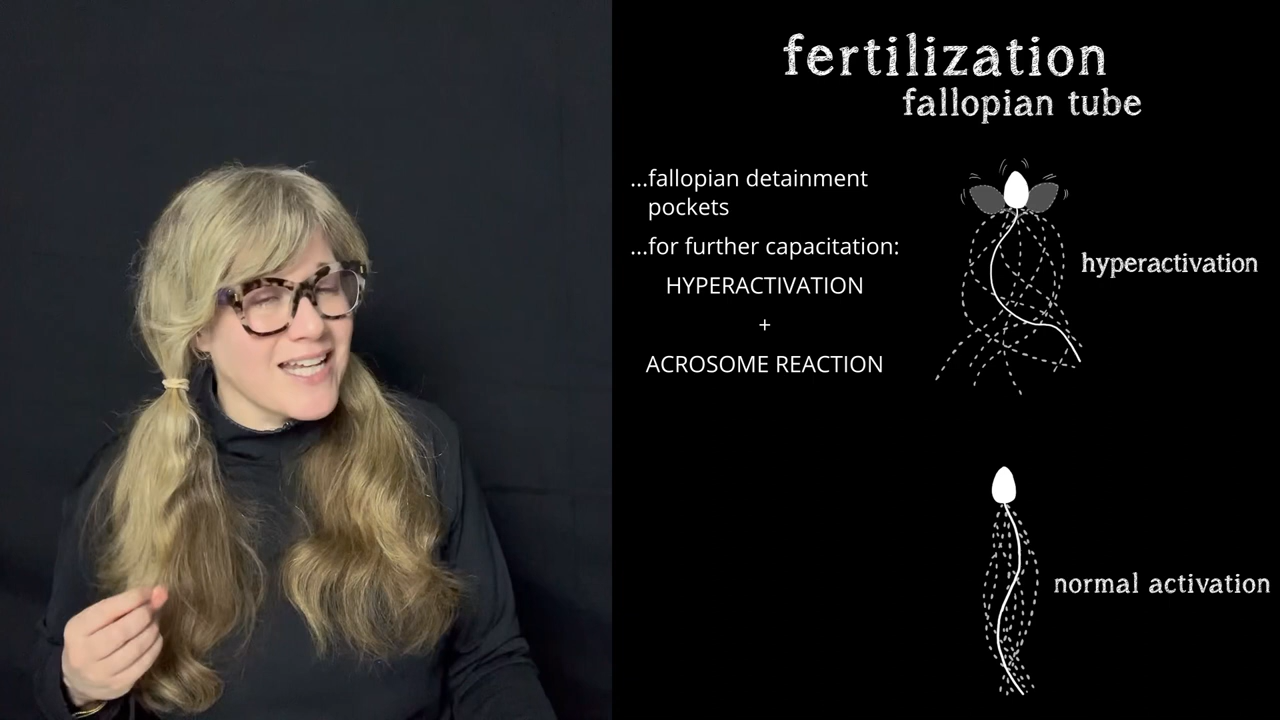 fertilization
fallopian tube
...fallopian detainment
pockets
...for further capacitation:
HYPERACTIVATION
+
ACROSOME REACTION
hyperactivation
normal activation